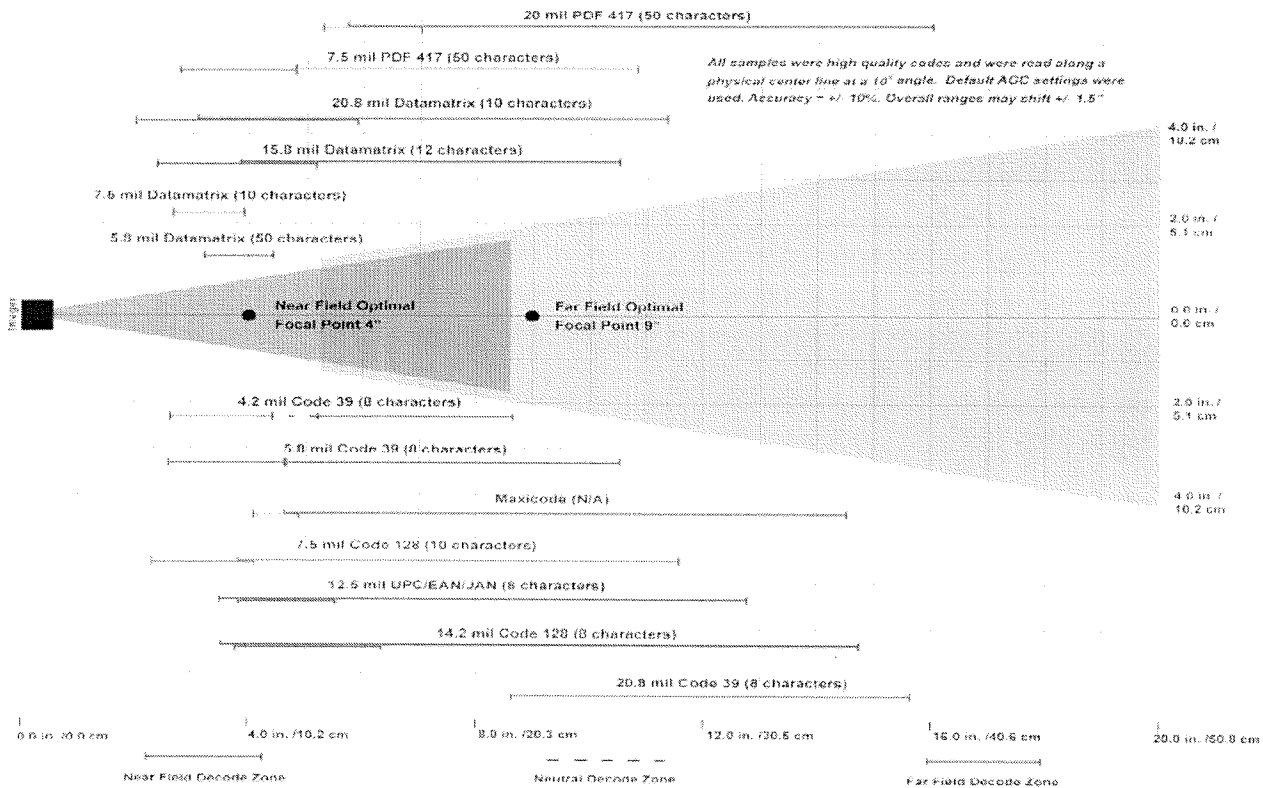 20 mil PDF 417 (50 characters)
7.5 mil PDF 417 (50 characters)
All samples were high quality codes and were read along a
physical center line at a 10° angle. Default AGC settings were
used. Accuracy = +/- 10%. Overall ranges may shift +/- 1.5"
20.8 mil Datamatrix (10 characters)
4.0 in. /
10.2 cm
15.8 mil Datamatrix (12 characters)
7.5 mil Datamatrix (10 characters)
2.0 in. /
5.1 cm
5.8 mil Datamatrix (50 characters)
Imager
Near Field Optimal
Focal Point 4"
Far Field Optimal
Focal Point 9"
0.0 in. /
0.0 cm
4.2 mil Code 39 (8 characters)
2.0 in. /
5.1 cm
5.8 mil Code 39 (8 characters)
Maxicode (N/A)
4.0 in. /
10.2 cm
7.5 mil Code 128 (10 characters)
12.5 mil UPC/EAN/JAN (8 characters)
14.2 mil Code 128 (8 characters)
20.8 mil Code 39 (8 characters)
0.0 in. /0.0 cm
4.0 in. /10.2 cm
8.0 in. /20.3 cm
12.0 in. /30.5 cm
16.0 in. /40.6 cm
20.0 in. /50.8 cm
Near Field Decode Zone
Neutral Decode Zone
Far Field Decode Zone